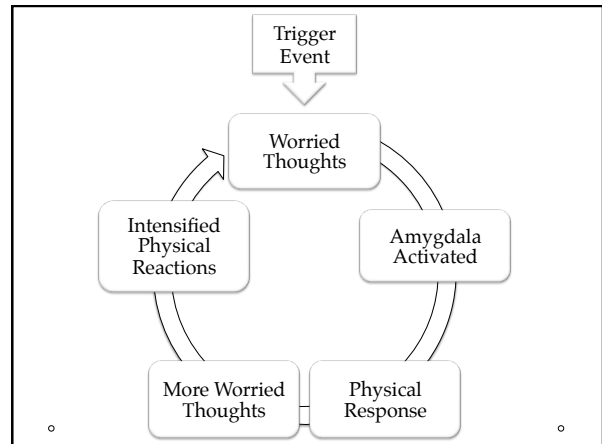 Trigger
Event
Worried
Thoughts
Amygdala
Activated
Physical
Response
More Worried
Thoughts
Intensified
Physical
Reactions